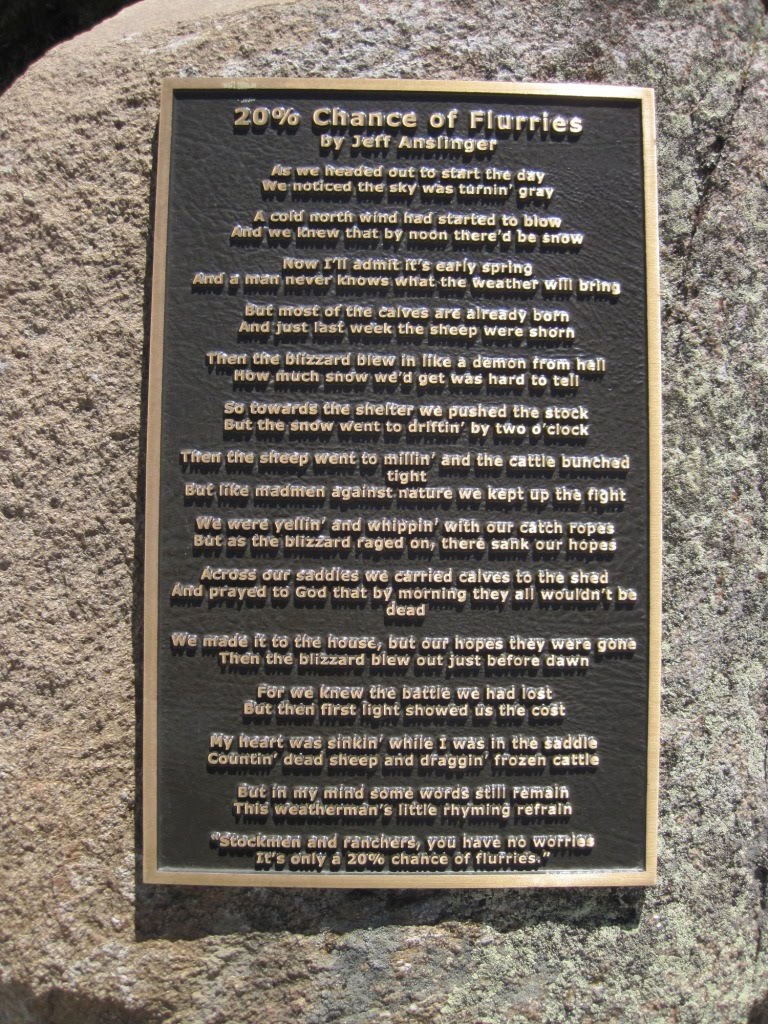 20% Chance of Flurries
By Jeff Anslinger
As we headed out to start the day
We noticed the sky was turnin' gray
A cold north wind had started to blow
And we knew that by noon there'd be snow
Now I'll admit it's early spring
And a man never knows what the weather will bring
But most of the calves are already born
And just last week the sheep were shorn
Then the blizzard blew in like a demon from hell
How much snow we'd get was hard to tell
So towards the shelter we pushed the stock
But the snow went to driftin' by two o'clock
Then the sheep went to millin' and the cattle bunched
tight
But like madmen against nature we kept up the fight
We were yellin' and whippin' with our catch ropes
But as the blizzard raged on, there sank our hopes
Across our saddles we carried calves to the shed
And prayed to God that by morning they all wouldn't be
dead
We made it to the house, but our hopes they were gone
Then the blizzard blew out just before dawn
For we knew the battle we had lost
But then first light showed us the cost
My heart was sinkin' while I was in the saddle
Countin' dead sheep and draggin' frozen cattle
But in my mind some words still remain
This weatherman's little rhyming refrain
"Stockmen and ranchers, you have no worries
It's only a 20% chance of flurries."